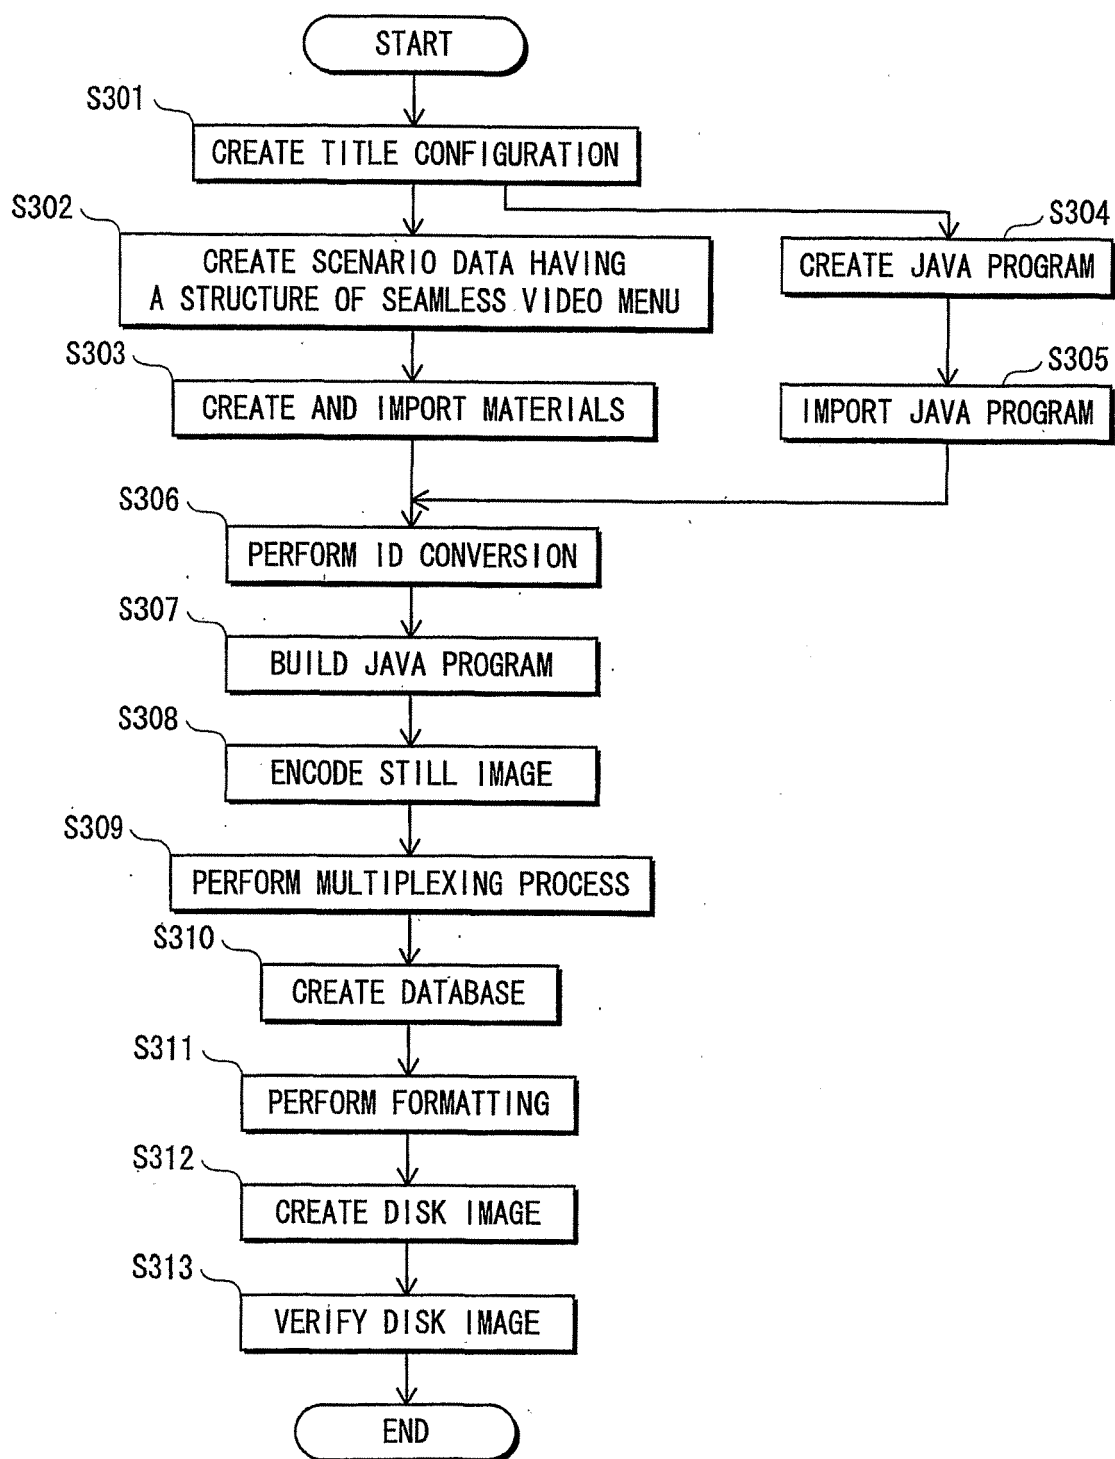 START
S301
CREATE TITLE CONFIGURATION
S302
CREATE SCENARIO DATA HAVING
A STRUCTURE OF SEAMLESS VIDEO MENU
S304
CREATE JAVA PROGRAM
S303
CREATE AND IMPORT MATERIALS
S305
IMPORT JAVA PROGRAM
S306
PERFORM ID CONVERSION
S307
BUILD JAVA PROGRAM
S308
ENCODE STILL IMAGE
S309
PERFORM MULTIPLEXING PROCESS
S310
CREATE DATABASE
S311
PERFORM FORMATTING
S312
CREATE DISK IMAGE
S313
VERIFY DISK IMAGE
END